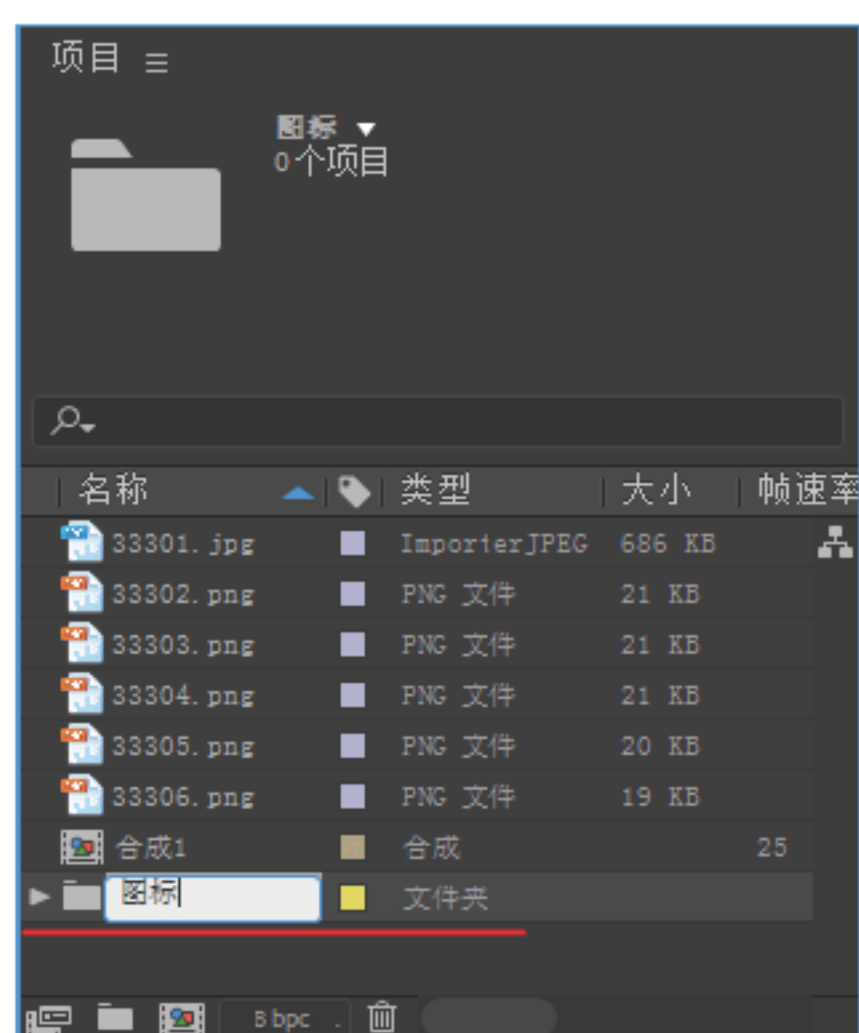 项目
图标
0个项目
名称 类型 大小 帧速率
33301.jpg ImporterJPEG 686 KB
33302.png PNG 文件 21 KB
33303.png PNG 文件 21 KB
33304.png PNG 文件 21 KB
33305.png PNG 文件 20 KB
33306.png PNG 文件 19 KB
合成1 合成 25
图标 文件夹
8 bpc